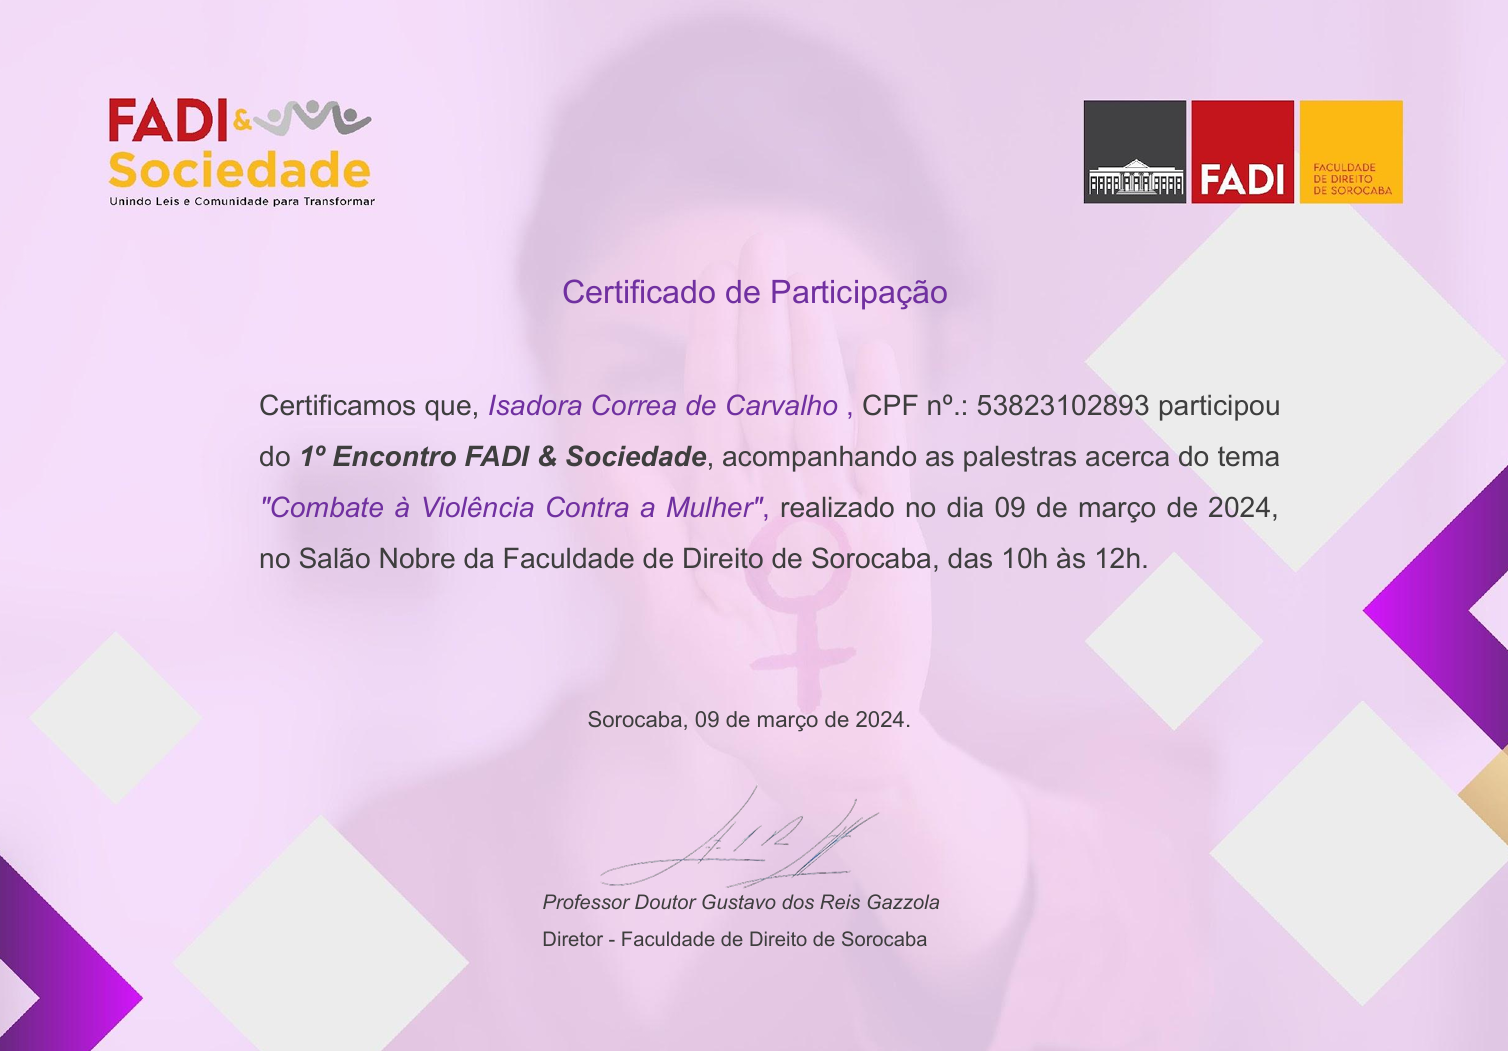 FADI &
Sociedade
Unindo Leis e Comunidade para Transformar
FADI
FACULDADE
DE DIREITO
DE SOROCABA
Certificado de Participação
Certificamos que, Isadora Correa de Carvalho , CPF nº.: 53823102893 participou
do 1º Encontro FADI & Sociedade, acompanhando as palestras acerca do tema
"Combate à Violência Contra a Mulher", realizado no dia 09 de março de 2024,
no Salão Nobre da Faculdade de Direito de Sorocaba, das 10h às 12h.
Sorocaba, 09 de março de 2024.
Professor Doutor Gustavo dos Reis Gazzola
Diretor - Faculdade de Direito de Sorocaba